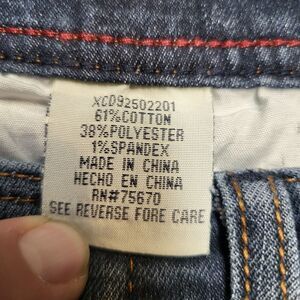 XCD92502201
61%COTTON
38%POLYESTER
1%SPANDEX
MADE IN CHINA
HECHO EN CHINA
RN#75670
SEE REVERSE FORE CARE